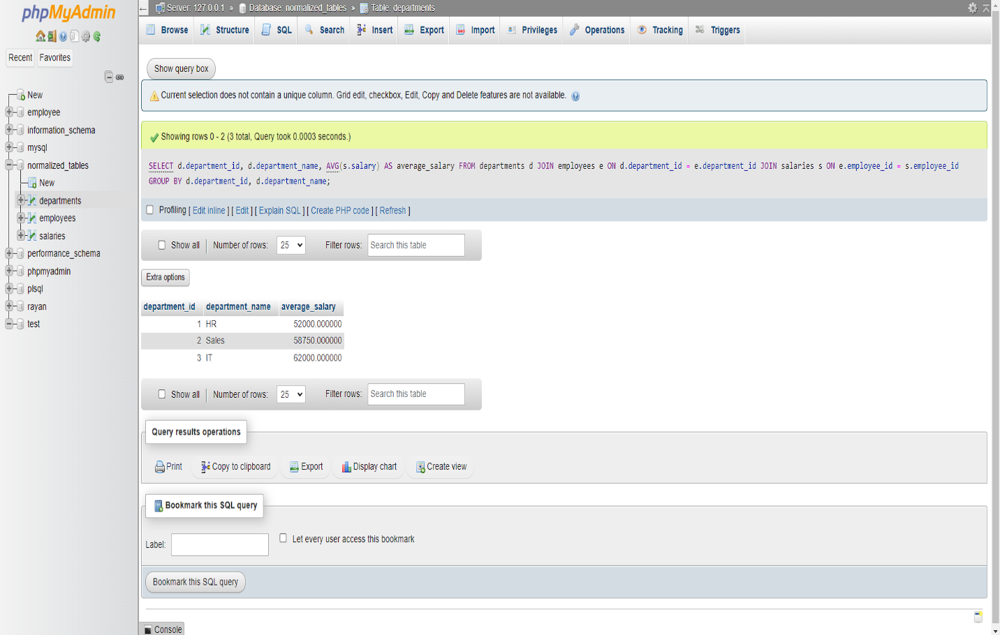 phpMyAdmin
Recent Favorites
New
employee
information_schema
mysql
normalized_tables
New
departments
employees
salaries
performance_schema
phpmyadmin
plsql
rayan
test
Server: 127.0.0.1 » Database: normalized_tables » Table: departments
Browse Structure SQL Search Insert Export Import Privileges Operations Tracking Triggers
Show query box
Current selection does not contain a unique column. Grid edit, checkbox, Edit, Copy and Delete features are not available.
Showing rows 0 - 2 (3 total, Query took 0.0003 seconds.)
SELECT d.department_id, d.department_name, AVG(s.salary) AS average_salary FROM departments d JOIN employees e ON d.department_id = e.department_id JOIN salaries s ON e.employee_id = s.employee_id
GROUP BY d.department_id, d.department_name;
Profiling [ Edit inline ] [ Edit ] [ Explain SQL ] [ Create PHP code ] [ Refresh ]
Show all Number of rows: 25 Filter rows: Search this table
Extra options
department_id department_name average_salary
1 HR 52000.000000
2 Sales 58750.000000
3 IT 62000.000000
Show all Number of rows: 25 Filter rows: Search this table
Query results operations
Print Copy to clipboard Export Display chart Create view
Bookmark this SQL query
Label: Let every user access this bookmark
Bookmark this SQL query
Console